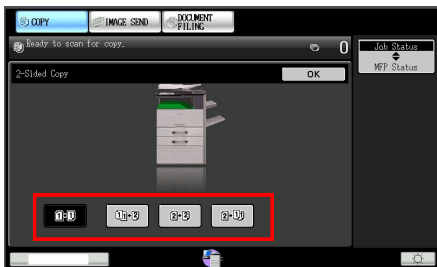 COPY
IMAGE SEND
DOCUMENT
FILING
Ready to scan for copy.
0
Job Status
MFP Status
2-Sided Copy
OK